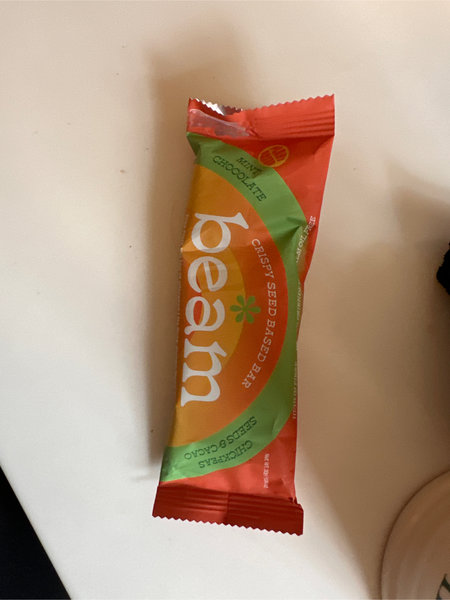 MINT
CHOCOLATE
beam
CRISPY SEED BASED BAR
CHICKPEAS
SEEDS & CACAO